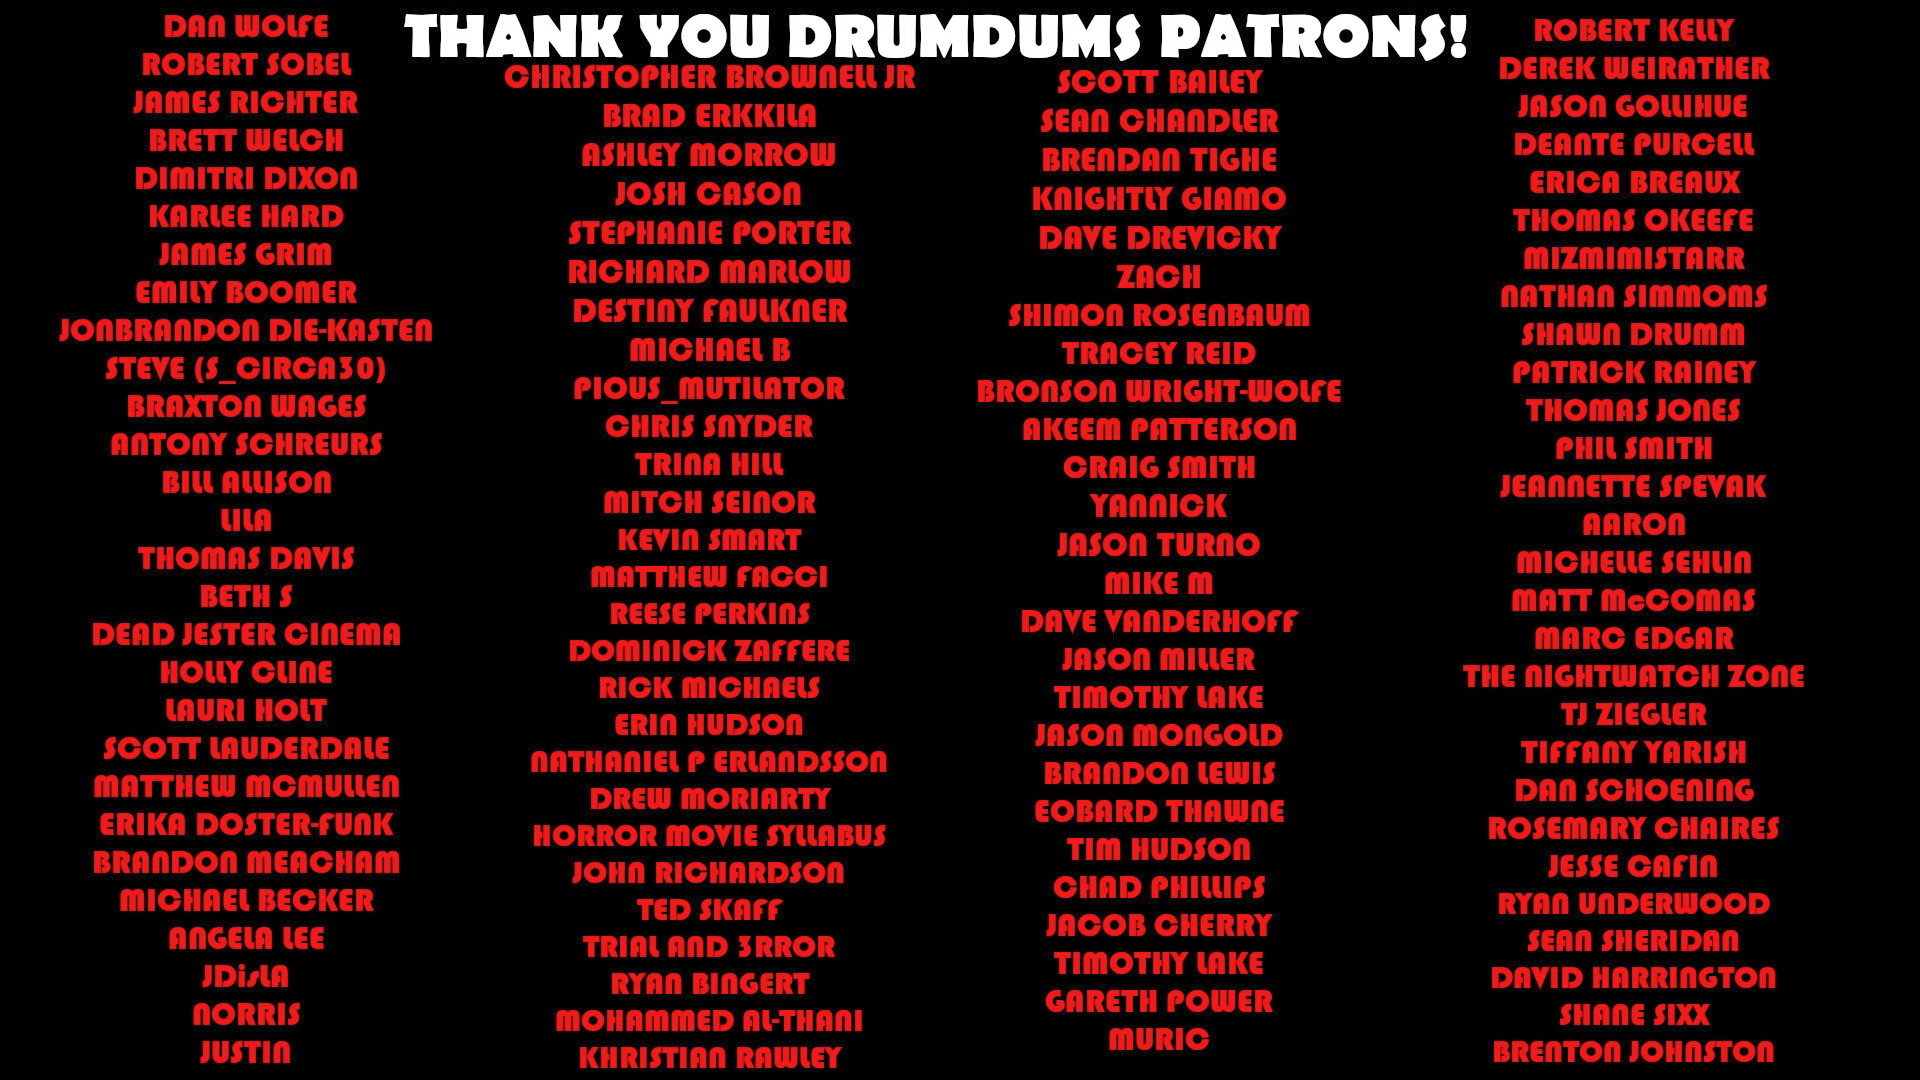 THANK YOU DRUMDUMS PATRONS!
DAN WOLFE
ROBERT SOBEL
JAMES RICHTER
BRETT WELCH
DIMITRI DIXON
KARLEE HARD
JAMES GRIM
EMILY BOOMER
JONBRANDON DIE-KASTEN
STEVE (S_CIRCA30)
BRAXTON WAGES
ANTONY SCHREURS
BILL ALLISON
LILA
THOMAS DAVIS
BETH S
DEAD JESTER CINEMA
HOLLY CLINE
LAURI HOLT
SCOTT LAUDERDALE
MATTHEW MCMULLEN
ERIKA DOSTER-FUNK
BRANDON MEACHAM
MICHAEL BECKER
ANGELA LEE
JDisLA
NORRIS
JUSTIN
CHRISTOPHER BROWNELL JR
BRAD ERKKILA
ASHLEY MORROW
JOSH CASON
STEPHANIE PORTER
RICHARD MARLOW
DESTINY FAULKNER
MICHAEL B
PIOUS_MUTILATOR
CHRIS SNYDER
TRINA HILL
MITCH SEINOR
KEVIN SMART
MATTHEW FACCI
REESE PERKINS
DOMINICK ZAFFERE
RICK MICHAELS
ERIN HUDSON
NATHANIEL P ERLANDSSON
DREW MORIARTY
HORROR MOVIE SYLLABUS
JOHN RICHARDSON
TED SKAFF
TRIAL AND 3RROR
RYAN BINGERT
MOHAMMED AL-THANI
KHRISTIAN RAWLEY
SCOTT BAILEY
SEAN CHANDLER
BRENDAN TIGHE
KNIGHTLY GIAMO
DAVE DREVICKY
ZACH
SHIMON ROSENBAUM
TRACEY REID
BRONSON WRIGHT-WOLFE
AKEEM PATTERSON
CRAIG SMITH
YANNICK
JASON TURNO
MIKE M
DAVE VANDERHOFF
JASON MILLER
TIMOTHY LAKE
JASON MONGOLD
BRANDON LEWIS
EOBARD THAWNE
TIM HUDSON
CHAD PHILLIPS
JACOB CHERRY
TIMOTHY LAKE
GARETH POWER
MURIC
ROBERT KELLY
DEREK WEIRATHER
JASON GOLLIHUE
DEANTE PURCELL
ERICA BREAUX
THOMAS OKEEFE
MIZMIMISTARR
NATHAN SIMMOMS
SHAWN DRUMM
PATRICK RAINEY
THOMAS JONES
PHIL SMITH
JEANNETTE SPEVAK
AARON
MICHELLE SEHLIN
MATT McCOMAS
MARC EDGAR
THE NIGHTWATCH ZONE
TJ ZIEGLER
TIFFANY YARISH
DAN SCHOENING
ROSEMARY CHAIRES
JESSE CAFIN
RYAN UNDERWOOD
SEAN SHERIDAN
DAVID HARRINGTON
SHANE SIXX
BRENTON JOHNSTON